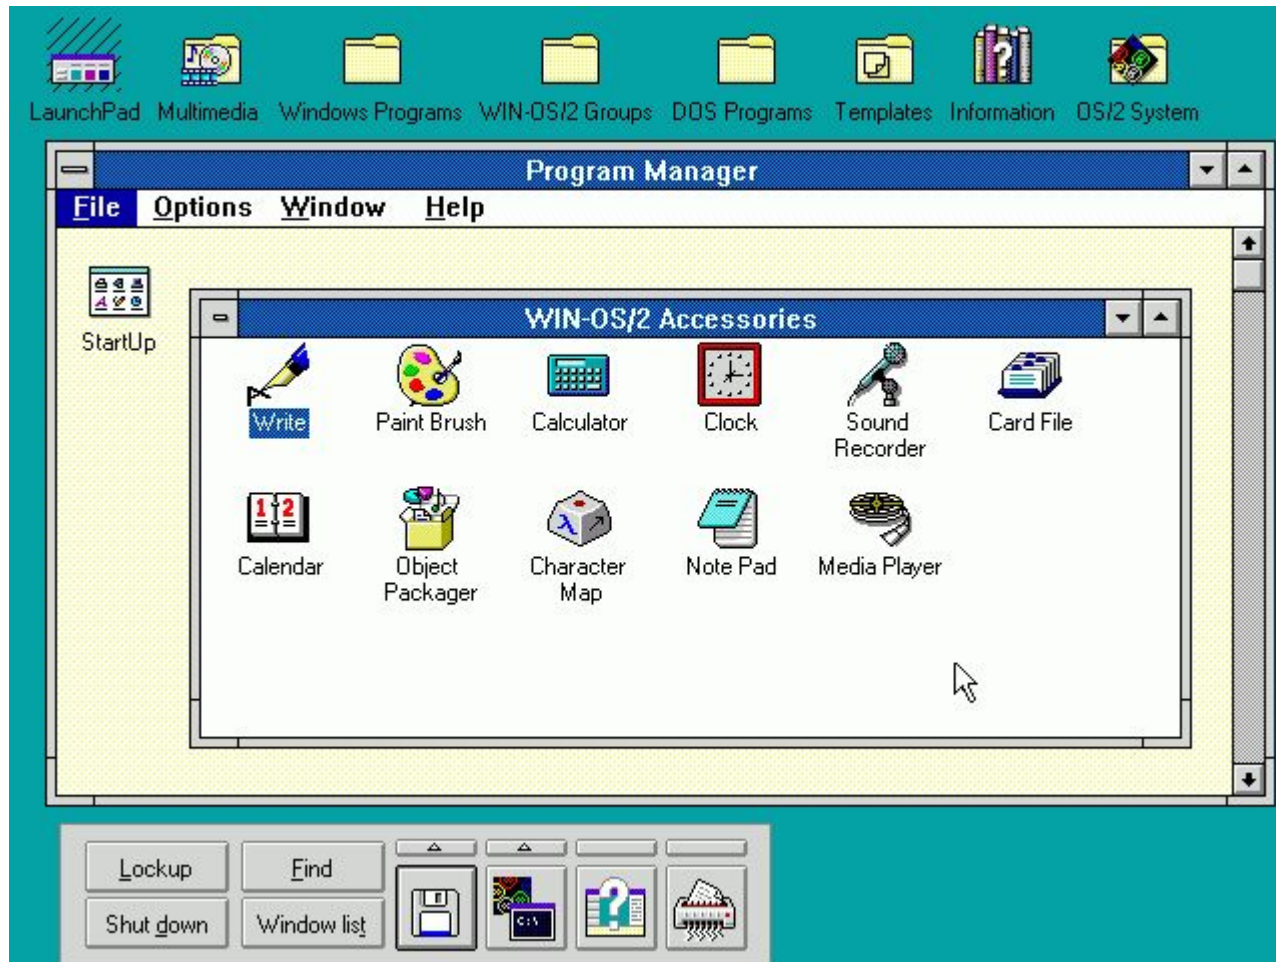 LaunchPad Multimedia Windows Programs WIN-OS/2 Groups DOS Programs Templates Information OS/2 System
Program Manager
File Options Window Help
StartUp
WIN-OS/2 Accessories
Write Paint Brush Calculator Clock Sound Recorder Card File
Calendar Object Packager Character Map Note Pad Media Player
Lockup Find
Shut down Window list
C:\